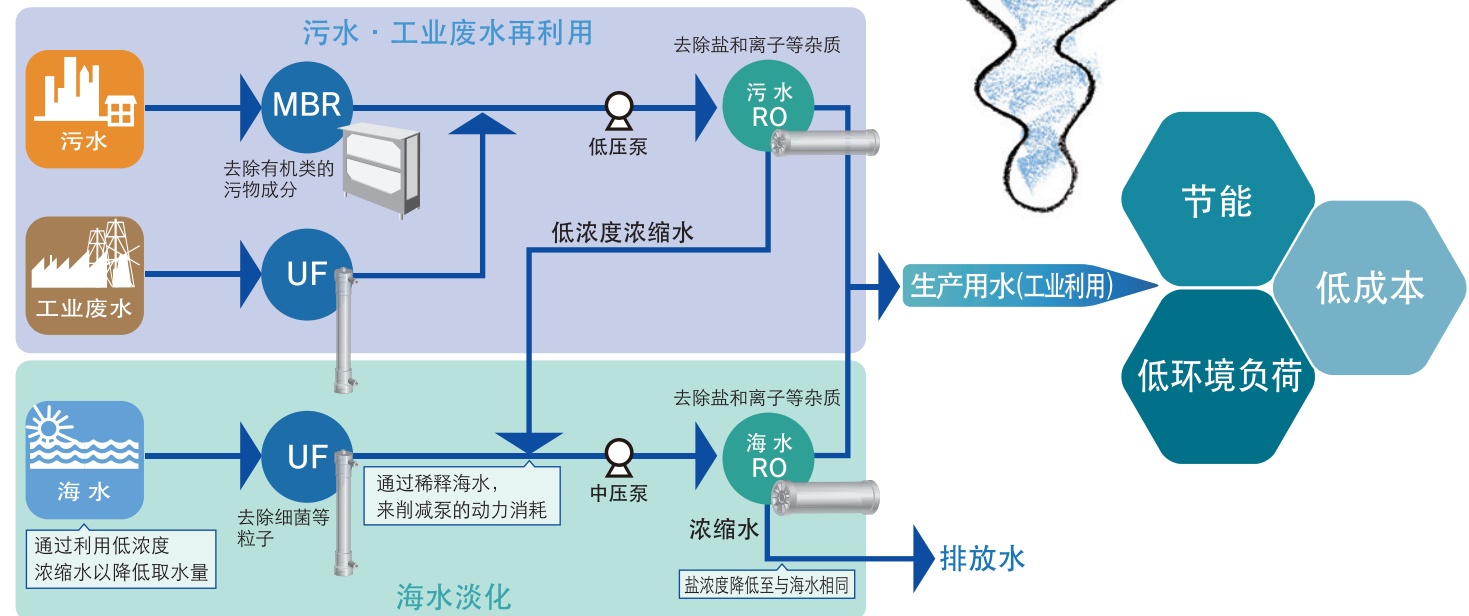 污水・工业废水再利用
去除盐和离子等杂质
污水
MBR
低压泵
污 水
RO
去除有机类的
污物成分
工业废水
UF
低浓度浓缩水
生产用水(工业利用)
节能
低成本
低环境负荷
去除盐和离子等杂质
海 水
UF
通过稀释海水，
来削减泵的动力消耗
中压泵
海 水
RO
去除细菌等
粒子
通过利用低浓度
浓缩水以降低取水量
浓缩水
盐浓度降低至与海水相同
排放水
海水淡化